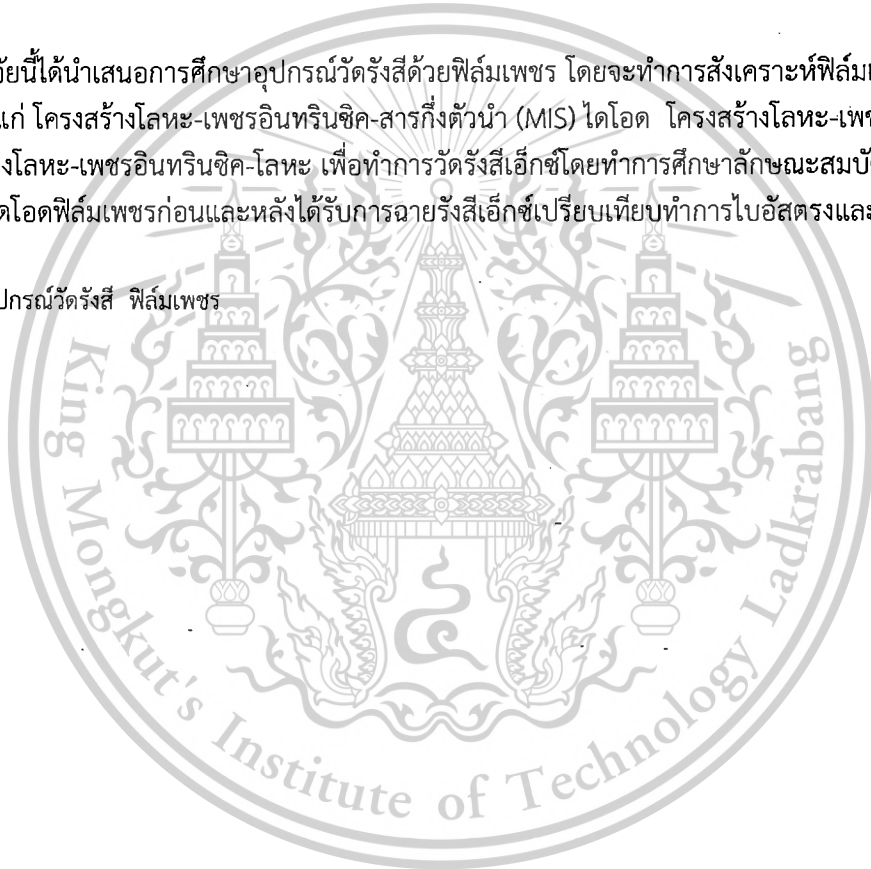 ัยนี้ได้นำเสนอการศึกษาอุปกรณ์วัดรังสีด้วยฟิล์มเพชร โดยจะทำการสังเคราะห์ฟิล์มเ
แก่ โครงสร้างโลหะ-เพชรอินทรินซิค-สารกึ่งตัวนำ (MIS) ไดโอด โครงสร้างโลหะ-เพช
งโลหะ-เพชรอินทรินซิค-โลหะ เพื่อทำการวัดรังสีเอ็กซ์โดยทำการศึกษาลักษณะสมบัติ
ดโอดฟิล์มเพชรก่อนและหลังได้รับการฉายรังสีเอ็กซ์เปรียบเทียบทำการไบอัสตรงและ
ปกรณ์วัดรังสี ฟิล์มเพชร
King Mongkut's Institute of Technology Ladkrabang